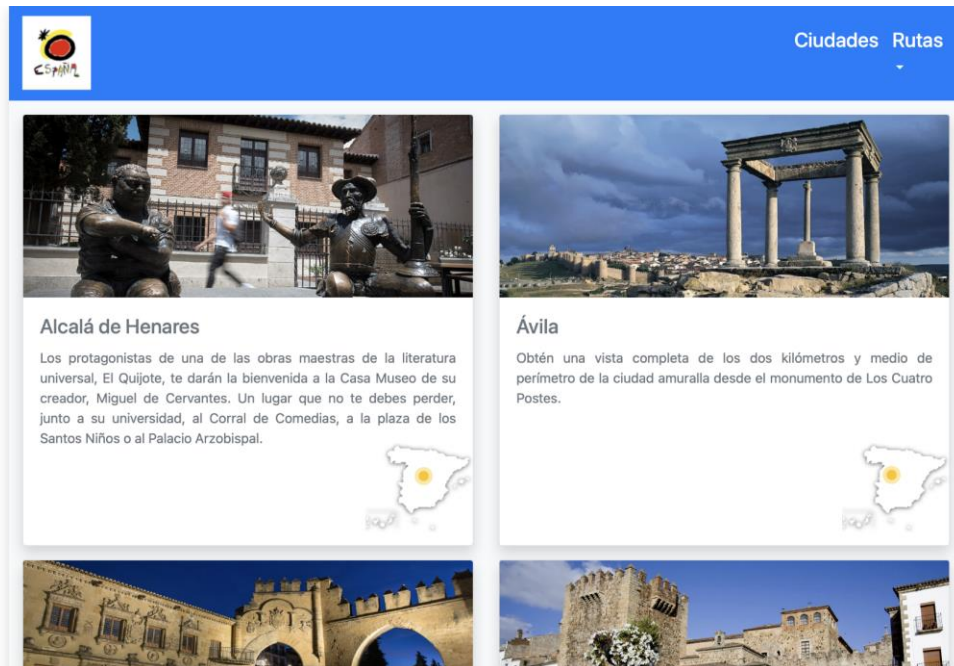 ESPAÑA
Ciudades Rutas
Alcalá de Henares
Los protagonistas de una de las obras maestras de la literatura
universal, El Quijote, te darán la bienvenida a la Casa Museo de su
creador, Miguel de Cervantes. Un lugar que no te debes perder,
junto a su universidad, al Corral de Comedias, a la plaza de los
Santos Niños o al Palacio Arzobispal.
Ávila
Obtén una vista completa de los dos kilómetros y medio de
perímetro de la ciudad amuralla desde el monumento de Los Cuatro
Postes.